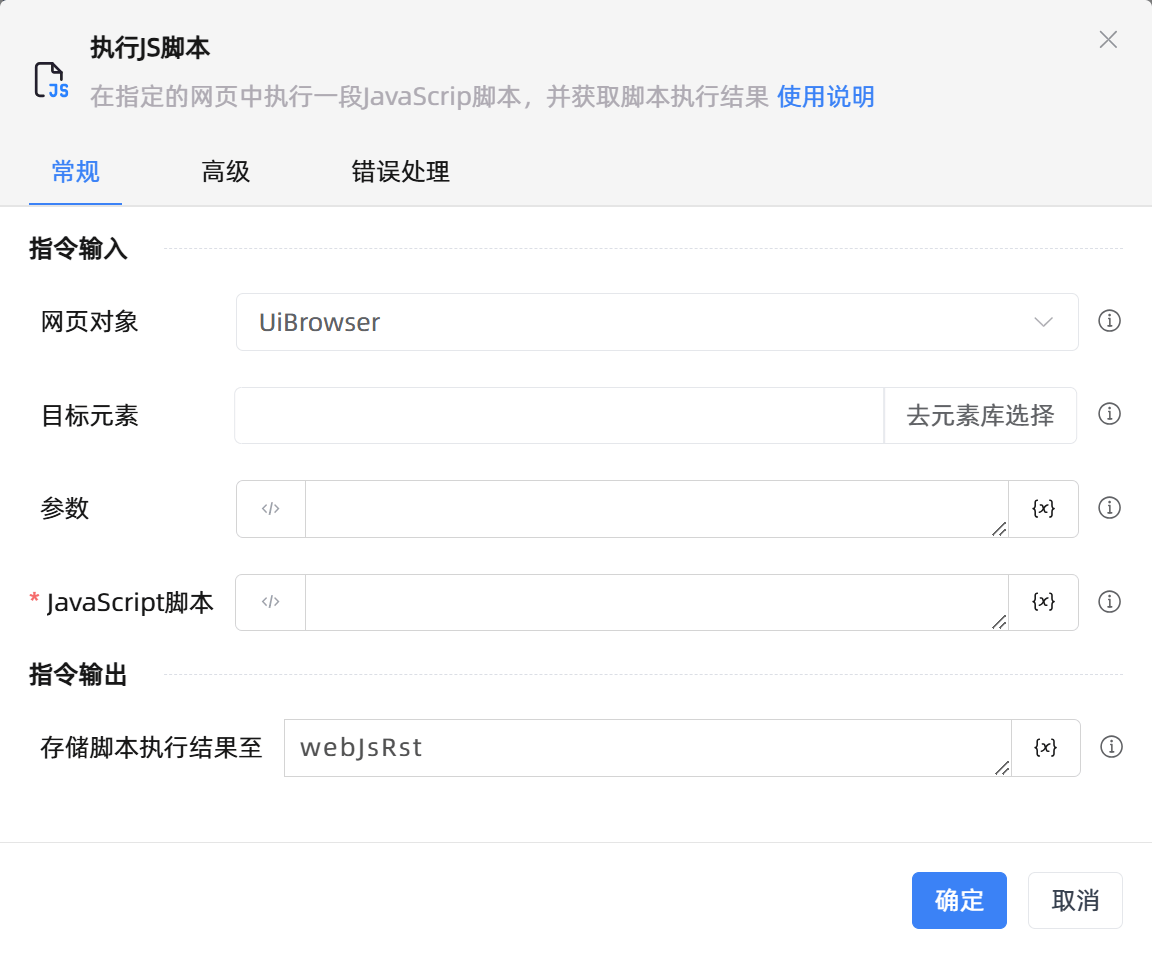 执行JS脚本
JS
在指定的网页中执行一段JavaScrip脚本，并获取脚本执行结果 使用说明
常规 高级 错误处理
指令输入
网页对象 UiBrowser
目标元素 去元素库选择
参数 </> {x}
* JavaScript脚本 </> {x}
指令输出
存储脚本执行结果至 webJsRst {x}
确定 取消